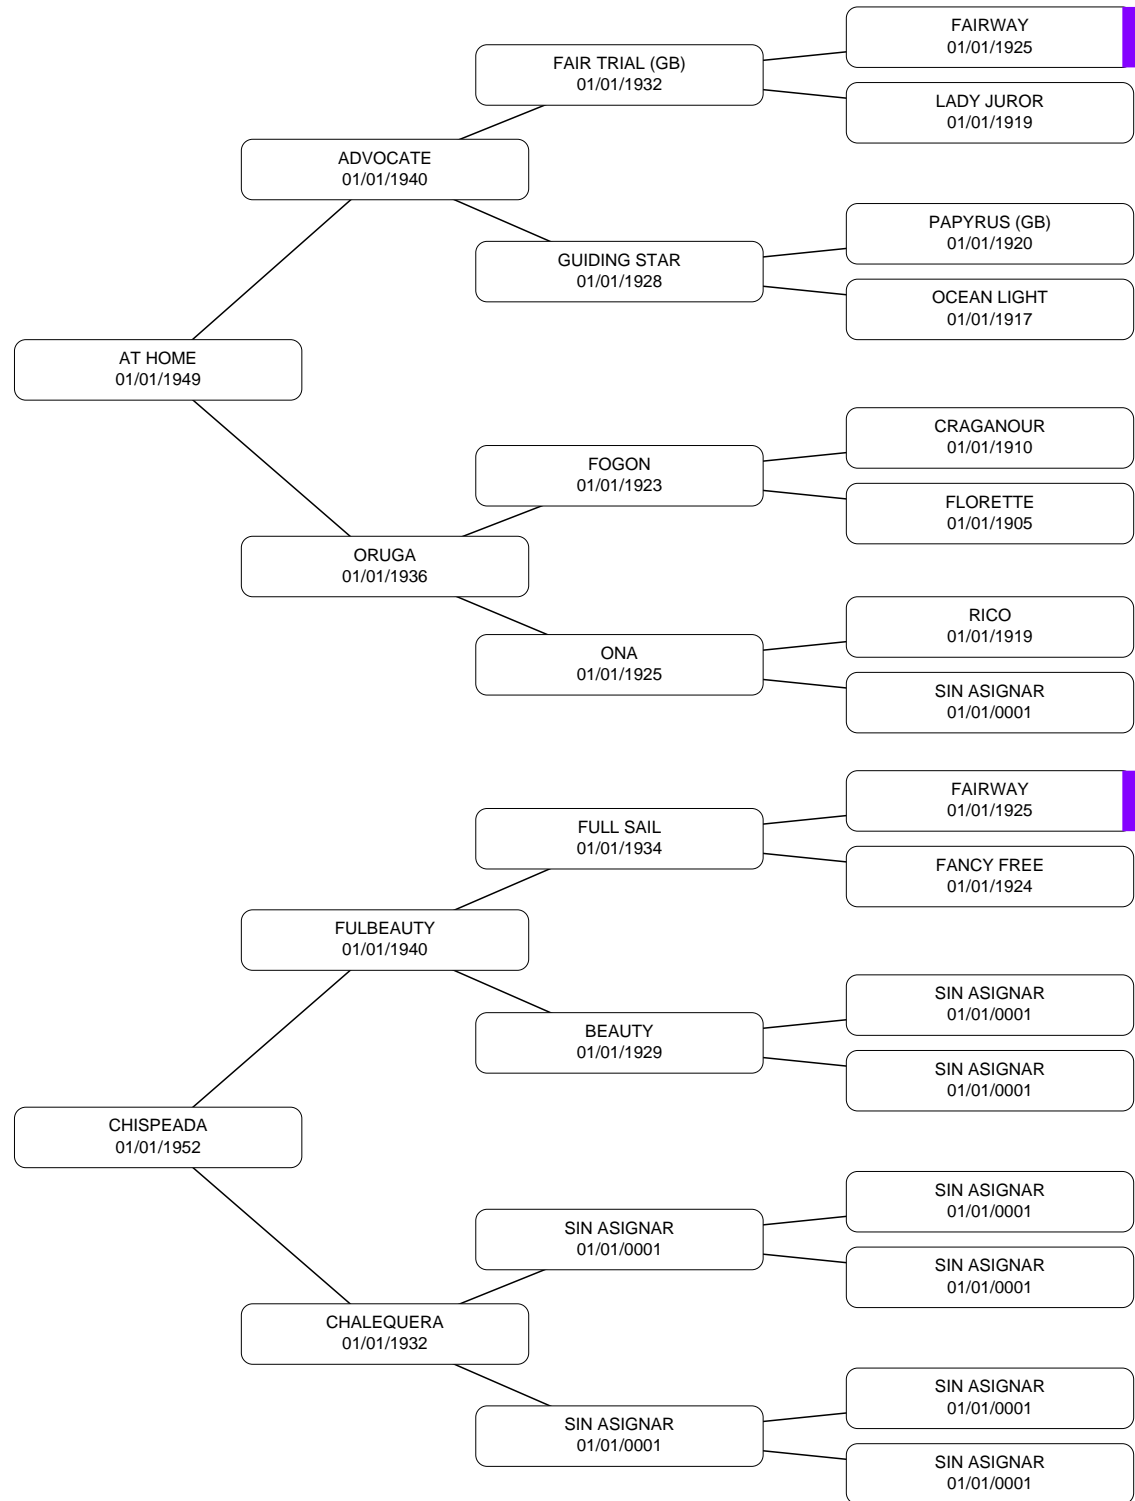 FAIRWAY
01/01/1925
FAIR TRIAL (GB)
01/01/1932
LADY JUROR
01/01/1919
ADVOCATE
01/01/1940
PAPYRUS (GB)
01/01/1920
GUIDING STAR
01/01/1928
OCEAN LIGHT
01/01/1917
AT HOME
01/01/1949
CRAGANOUR
01/01/1910
FOGON
01/01/1923
FLORETTE
01/01/1905
ORUGA
01/01/1936
RICO
01/01/1919
ONA
01/01/1925
SIN ASIGNAR
01/01/0001
FAIRWAY
01/01/1925
FULL SAIL
01/01/1934
FANCY FREE
01/01/1924
FULBEAUTY
01/01/1940
SIN ASIGNAR
01/01/0001
BEAUTY
01/01/1929
SIN ASIGNAR
01/01/0001
CHISPEADA
01/01/1952
SIN ASIGNAR
01/01/0001
SIN ASIGNAR
01/01/0001
SIN ASIGNAR
01/01/0001
CHALEQUERA
01/01/1932
SIN ASIGNAR
01/01/0001
SIN ASIGNAR
01/01/0001
SIN ASIGNAR
01/01/0001